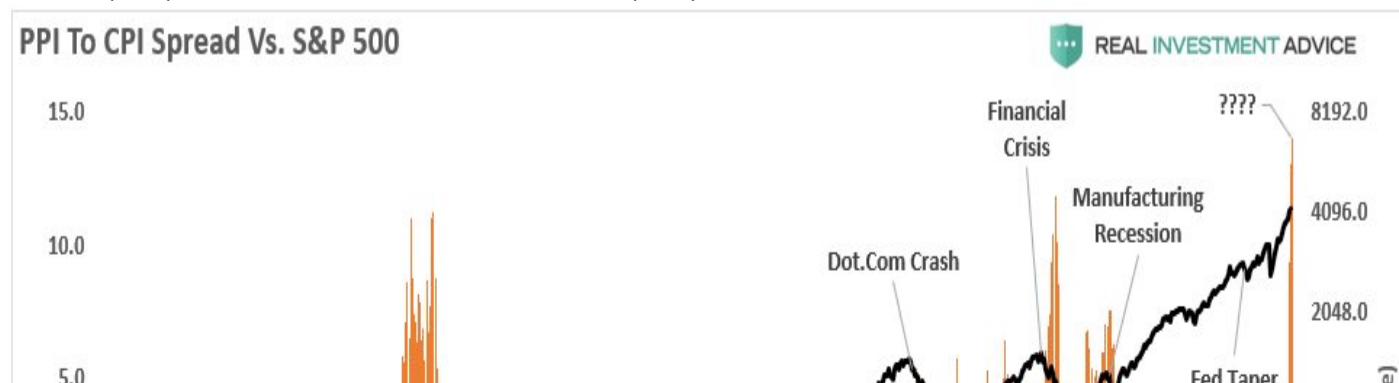 PPI To CPI Spread Vs. S&P 500
REAL INVESTMENT ADVICE
15.0
Financial
Crisis
????
8192.0
Manufacturing
Recession
4096.0
10.0
Dot.Com Crash
2048.0
5.0
Fed Taper